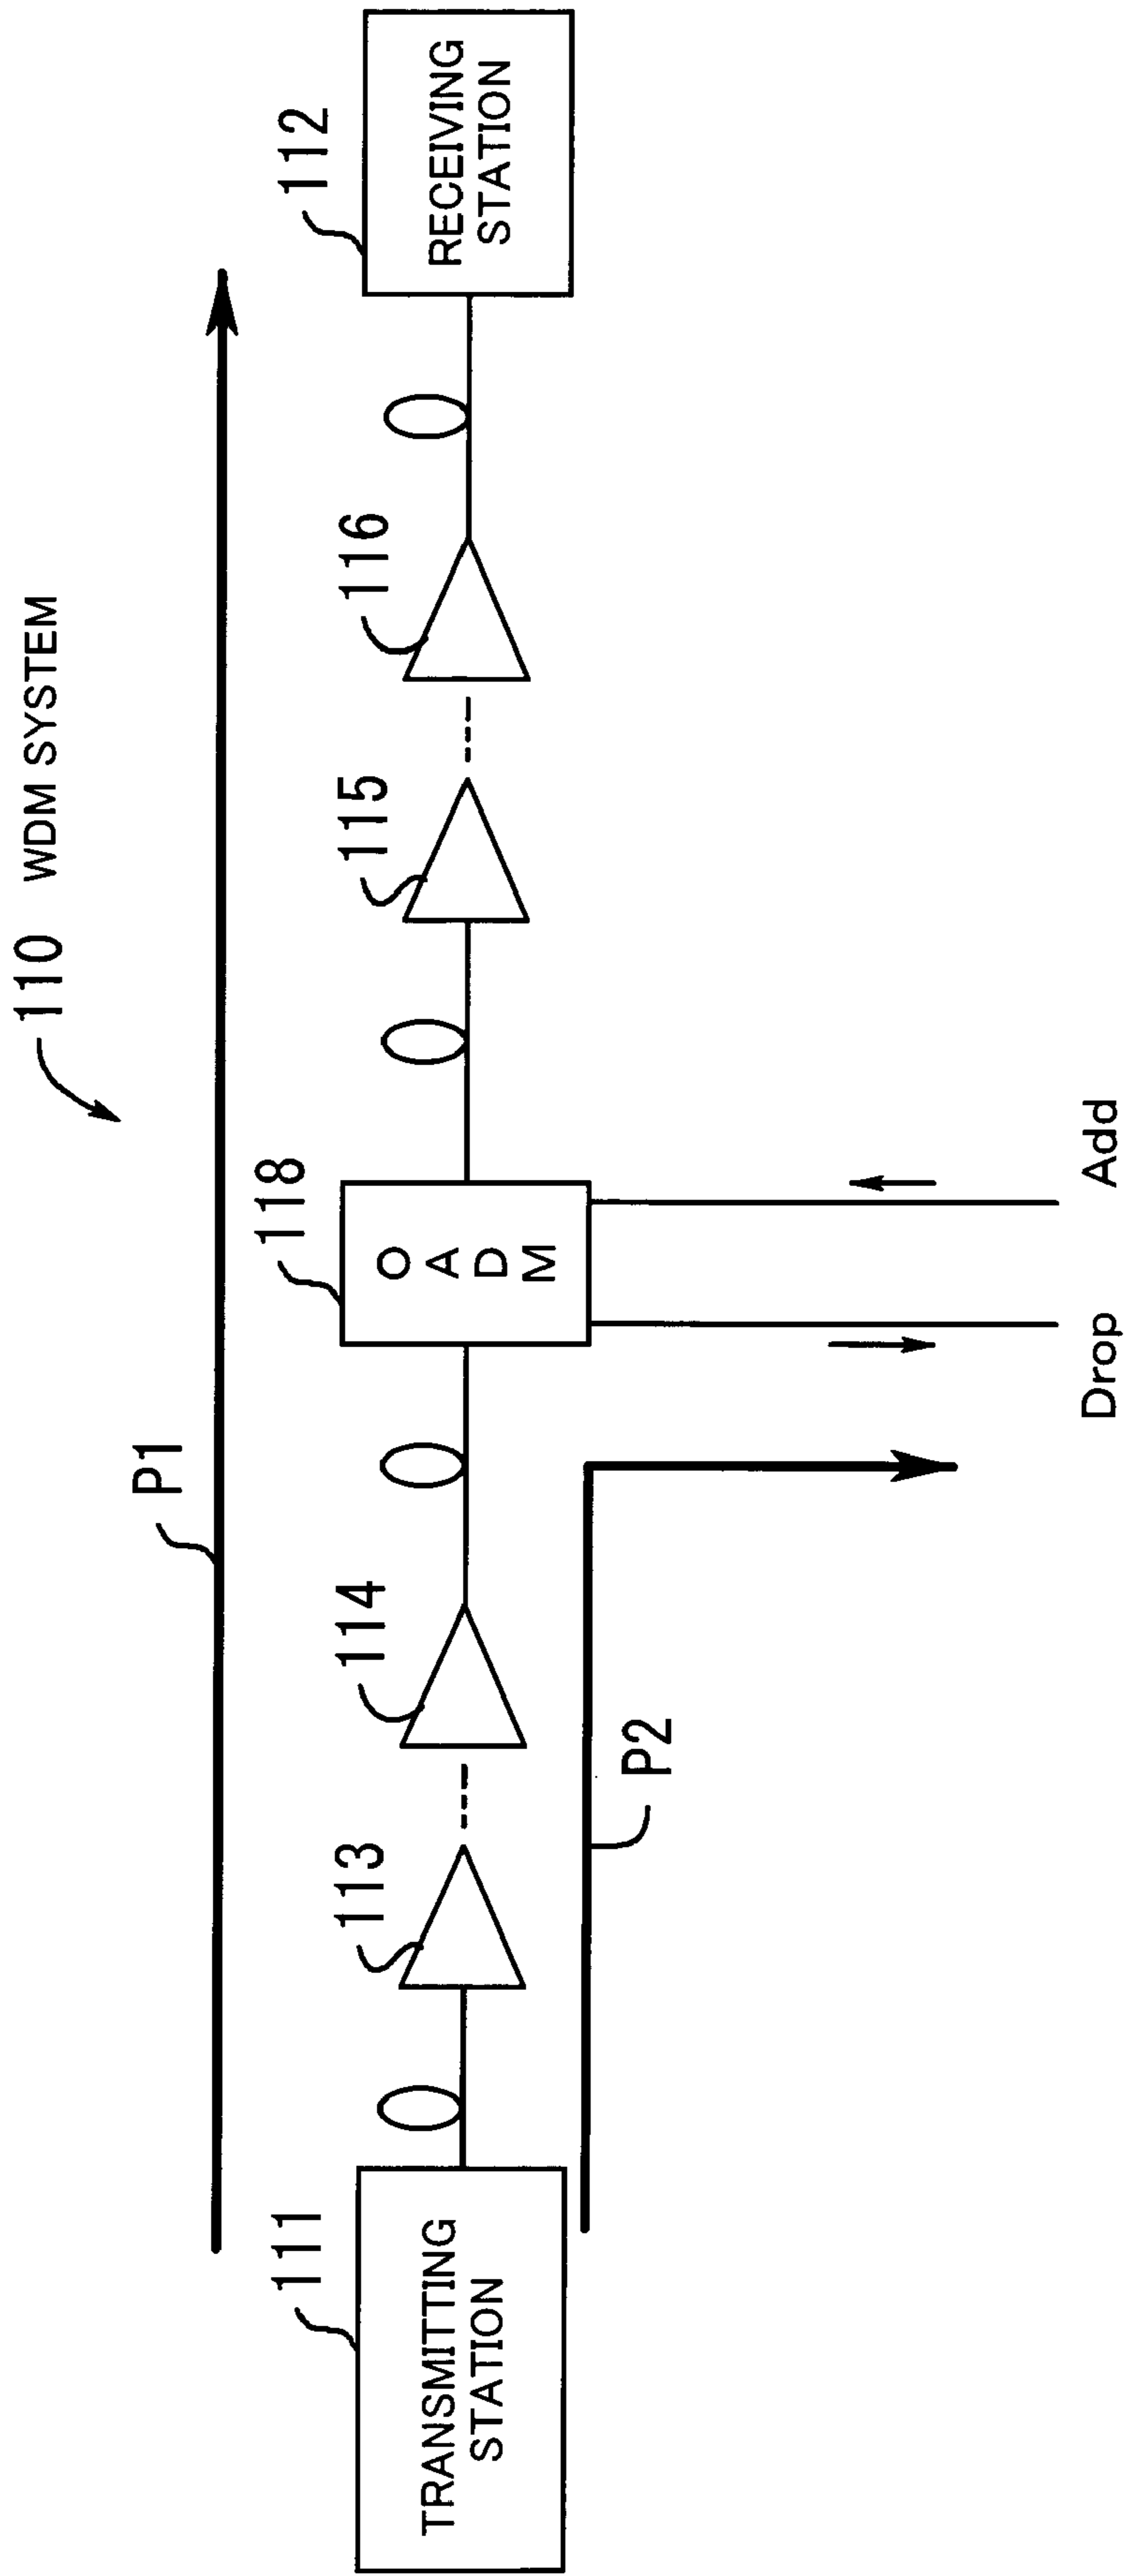 110 WDM SYSTEM
P1
111
TRANSMITTING
STATION
113
114
118
O
A
D
M
115
116
112
RECEIVING
STATION
P2
Drop
Add